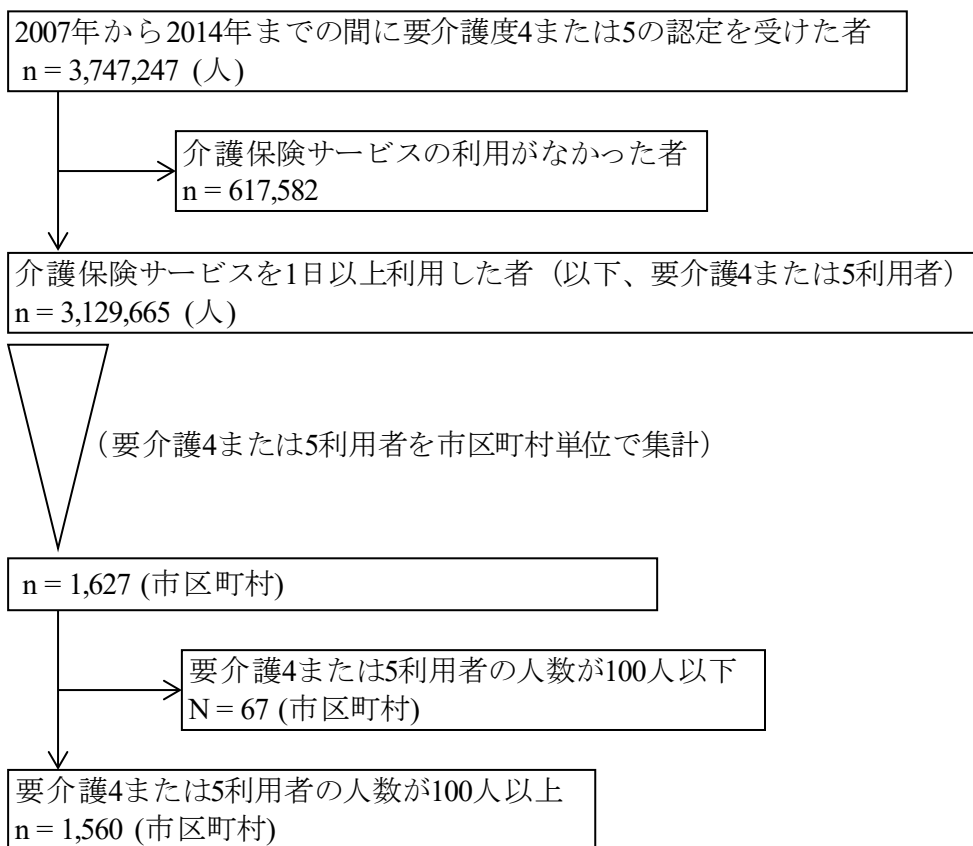 2007年から2014年までの間に要介護度4または5の認定を受けた者
n = 3,747,247 (人)
介護保険サービスの利用がなかった者
n = 617,582
介護保険サービスを1日以上利用した者（以下、要介護4または5利用者）
n = 3,129,665 (人)
（要介護4または5利用者を市区町村単位で集計）
n = 1,627 (市区町村)
要介護4または5利用者の人数が100人以下
N = 67 (市区町村)
要介護4または5利用者の人数が100人以上
n = 1,560 (市区町村)